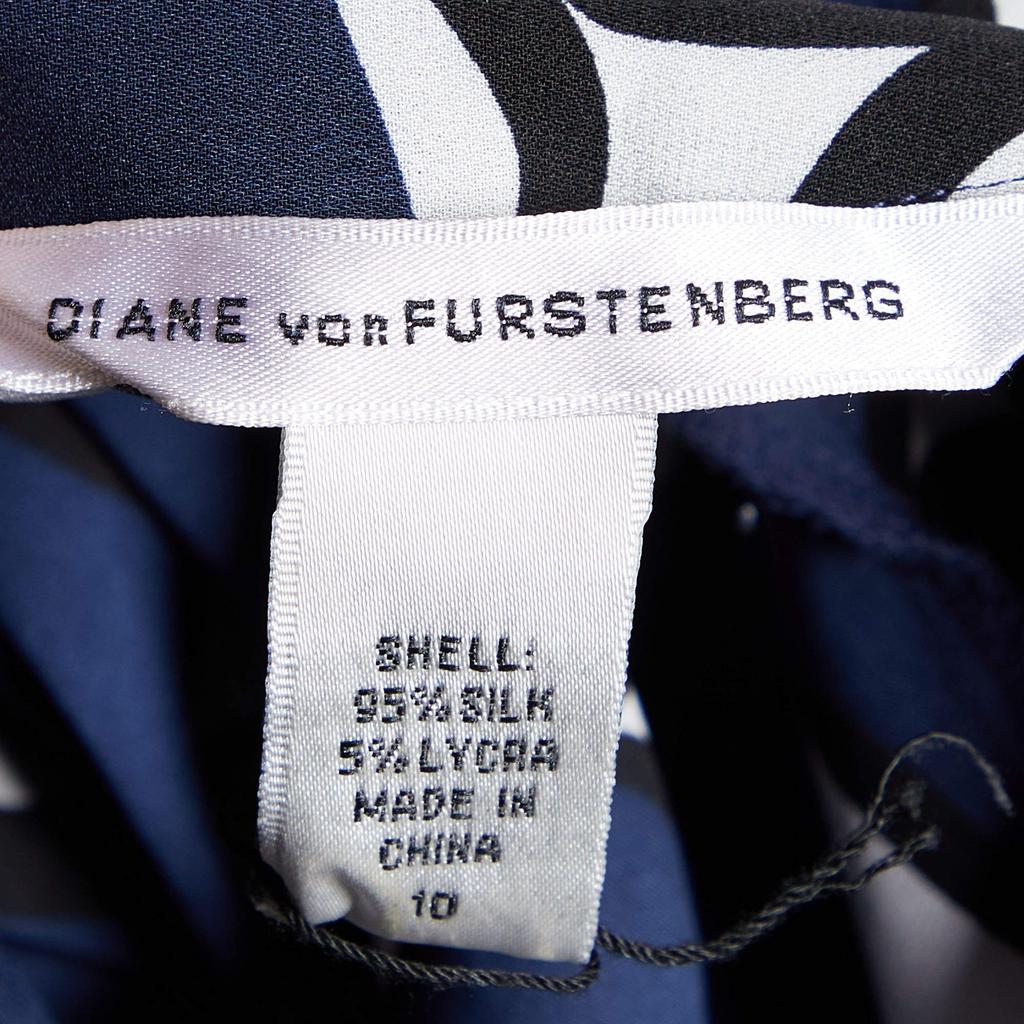 DIANE von FURSTENBERG
SHELL:
95% SILK
5% LYCRA
MADE IN
CHINA
10